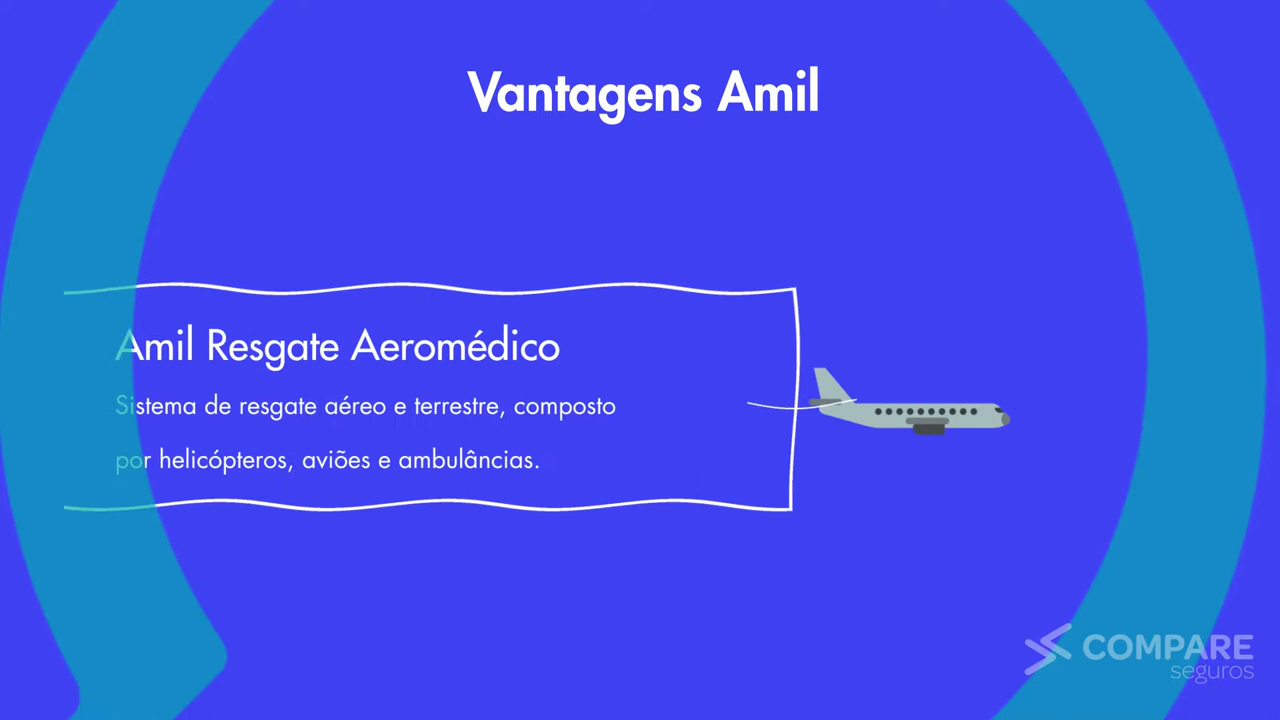 Vantagens Amil
Amil Resgate Aeromédico
Sistema de resgate aéreo e terrestre, composto
por helicópteros, aviões e ambulâncias.
COMPARE
seguros